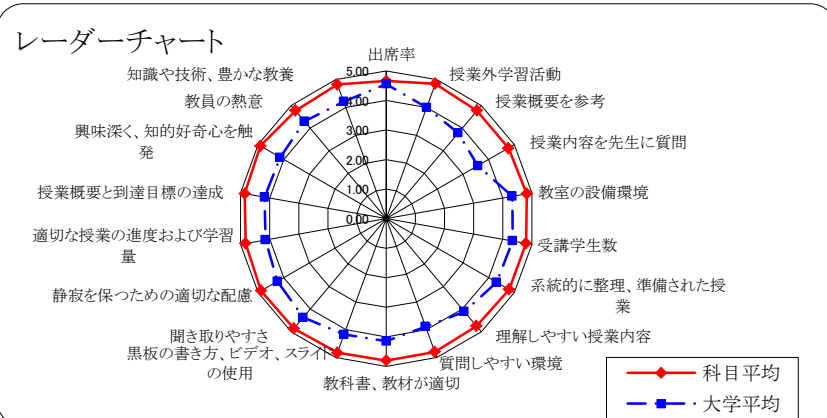 レーダーチャート
出席率
授業外学習活動
授業概要を参考
授業内容を先生に質問
教室の設備環境
受講学生数
系統的に整理、準備された授
業
理解しやすい授業内容
質問しやすい環境
教科書、教材が適切
黒板の書き方、ビデオ、スライド
の使用
聞き取りやすさ
静寂を保つための適切な配慮
適切な授業の進度および学習
量
授業概要と到達目標の達成
興味深く、知的好奇心を触
発
教員の熱意
知識や技術、豊かな教養
5.00
4.00
3.00
2.00
1.00
0.00
科目平均
大学平均